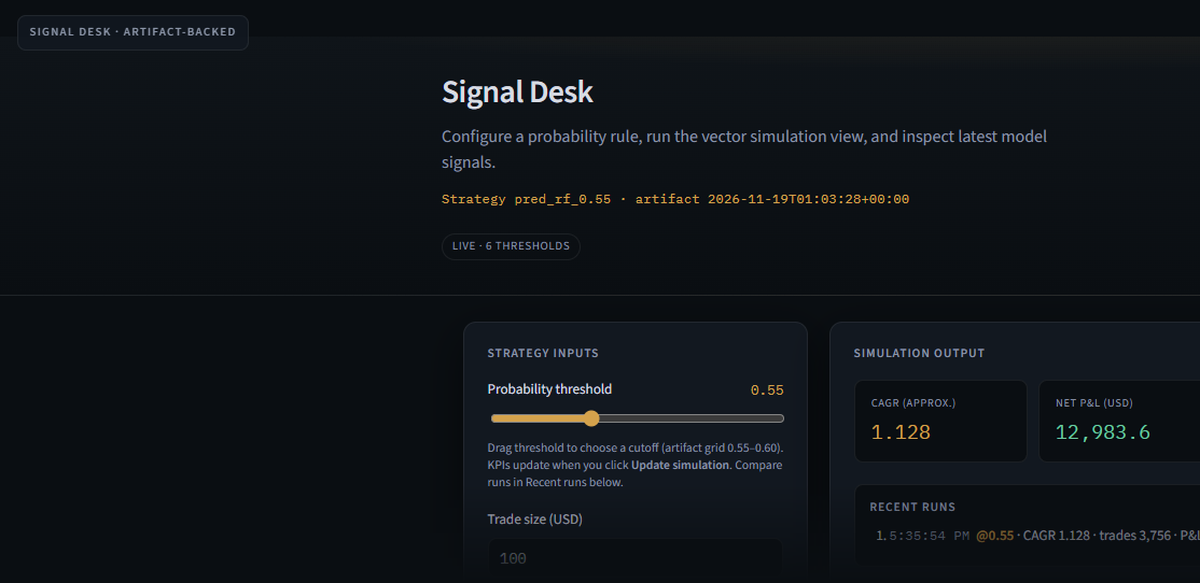 SIGNAL DESK · ARTIFACT-BACKED
Signal Desk
Configure a probability rule, run the vector simulation view, and inspect latest model
signals.
Strategy pred_rf_0.55 · artifact 2026-11-19T01:03:28+00:00
LIVE · 6 THRESHOLDS
STRATEGY INPUTS
Probability threshold
0.55
Drag threshold to choose a cutoff (artifact grid 0.55–0.60).
KPIs update when you click Update simulation. Compare
runs in Recent runs below.
Trade size (USD)
100
SIMULATION OUTPUT
CAGR (APPROX.)
1.128
NET P&L (USD)
12,983.6
RECENT RUNS
1. 5:35:54 PM @0.55 · CAGR 1.128 · trades 3,756 · P&L